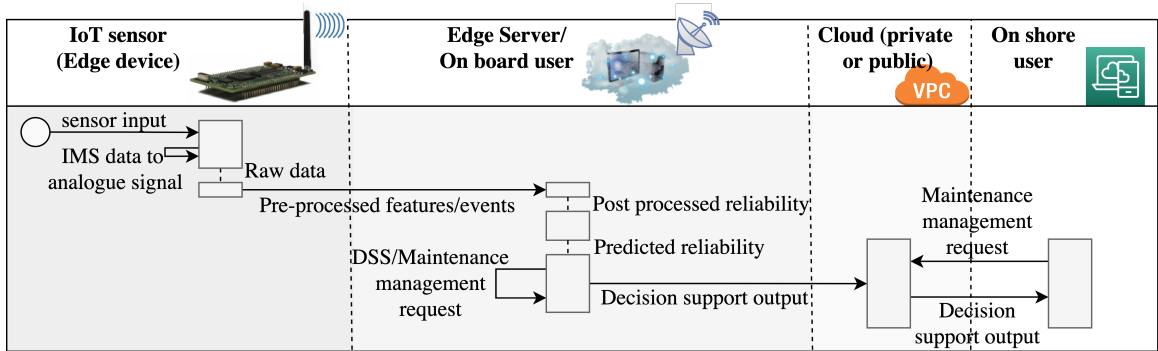 IoT sensor
(Edge device)
Edge Server/
On board user
Cloud (private
or public)
VPC
On shore
user
sensor input
IMS data to
analogue signal
Raw data
Pre-processed features/events
Post processed reliability
Predicted reliability
DSS/Maintenance
management
request
Decision support output
Maintenance
management
request
Decision
support output